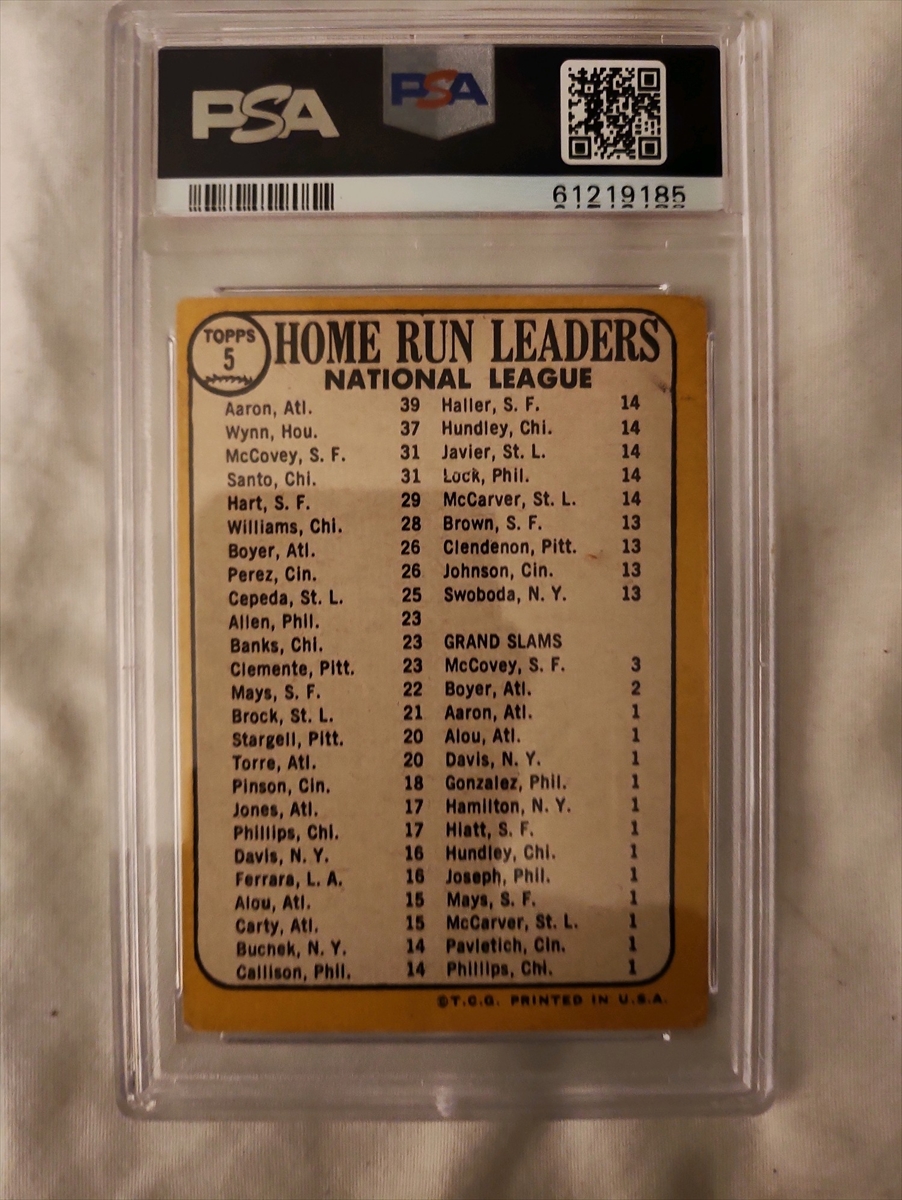 PSA
PSA
61219185
TOPPS
5
HOME RUN LEADERS
NATIONAL LEAGUE
Aaron, Atl. 39
Wynn, Hou. 37
McCovey, S. F. 31
Santo, Chi. 31
Hart, S. F. 29
Williams, Chi. 28
Boyer, Atl. 26
Perez, Cin. 26
Cepeda, St. L. 25
Allen, Phil. 23
Banks, Chi. 23
Clemente, Pitt. 23
Mays, S. F. 22
Brock, St. L. 21
Stargell, Pitt. 20
Torre, Atl. 20
Pinson, Cin. 18
Jones, Atl. 17
Phillips, Chi. 17
Davis, N. Y. 16
Ferrara, L. A. 16
Alou, Atl. 15
Carty, Atl. 15
Buchek, N. Y. 14
Callison, Phil. 14
Haller, S. F. 14
Hundley, Chi. 14
Javier, St. L. 14
Lock, Phil. 14
McCarver, St. L. 14
Brown, S. F. 13
Clendenon, Pitt. 13
Johnson, Cin. 13
Swoboda, N. Y. 13
GRAND SLAMS
McCovey, S. F. 3
Boyer, Atl. 2
Aaron, Atl. 1
Alou, Atl. 1
Davis, N. Y. 1
Gonzalez, Phil. 1
Hamilton, N. Y. 1
Hiatt, S. F. 1
Hundley, Chi. 1
Joseph, Phil. 1
Mays, S. F. 1
McCarver, St. L. 1
Pavletich, Cin. 1
Phillips, Chi. 1
©T.C.G. PRINTED IN U.S.A.